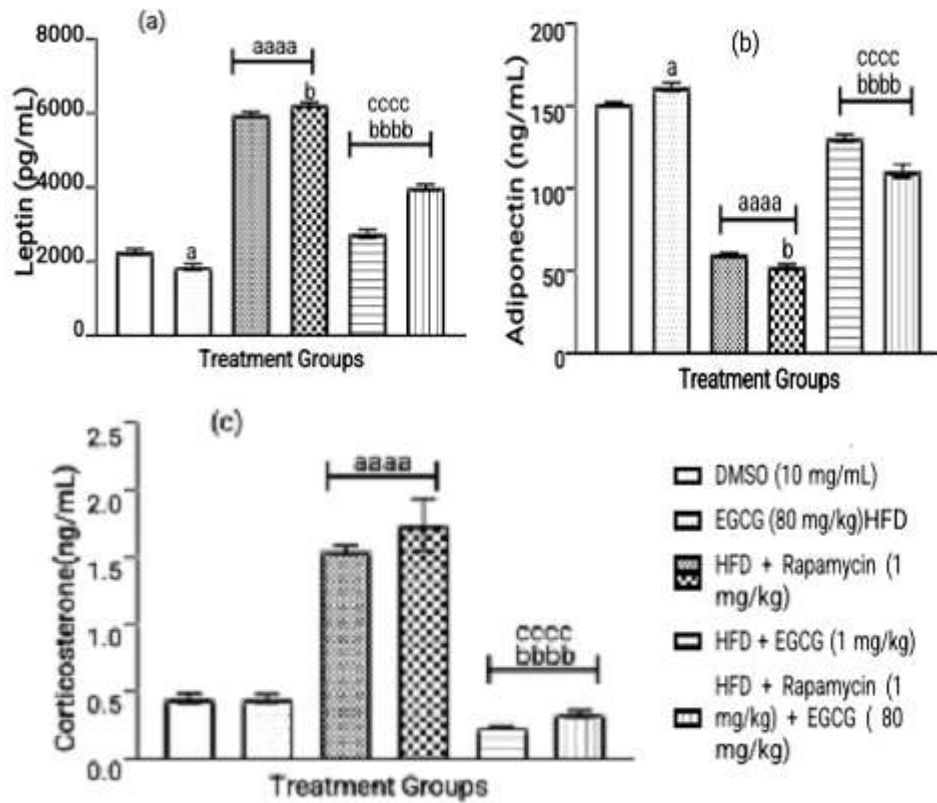 (a)
8000
6000
4000
2000
0
Leptin (pg/mL)
aaaa
a
b
cccc
bbbb
Treatment Groups
(b)
200
150
100
50
0
Adiponectin (ng/mL)
a
aaaa
b
cccc
bbbb
Treatment Groups
(c)
2.5
2.0
1.5
1.0
0.5
0.0
Corticosterone(ng/mL)
aaaa
cccc
bbbb
Treatment Groups
DMSO (10 mg/mL)
EGCG (80 mg/kg)HFD
HFD + Rapamycin (1
mg/kg)
HFD + EGCG (1 mg/kg)
HFD + Rapamycin (1
mg/kg) + EGCG ( 80
mg/kg)